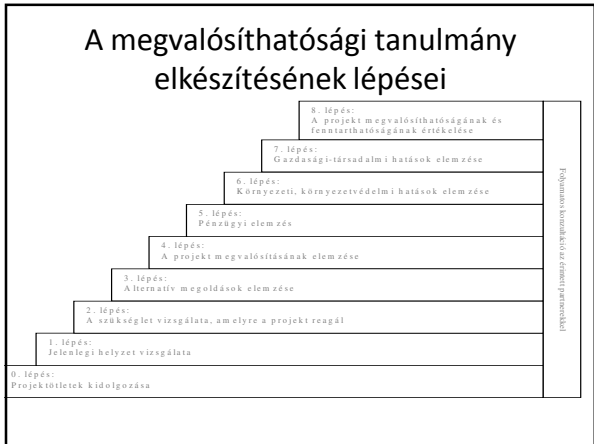 A megvalósíthatósági tanulmány
elkészítésének lépései
8. lépés:
A projekt megvalósíthatóságának és
fenntarthatóságának értékelése
7. lépés:
Gazdasági-társadalmi hatások elemzése
6. lépés:
Környezeti, környezetvédelmi hatások elemzése
5. lépés:
Pénzügyi elemzés
4. lépés:
A projekt megvalósításának elemzése
3. lépés:
Alternatív megoldások elemzése
2. lépés:
A szükséglet vizsgálata, amelyre a projekt reagál
1. lépés:
Jelenlegi helyzet vizsgálata
0. lépés:
Projektötletek kidolgozása
Folyamatos konzultáció az érintett partnerekkel